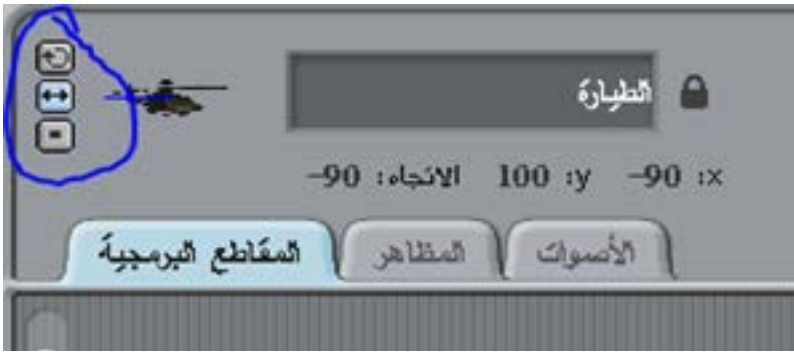 الطيارة
x: -90 y: 100 الاتجاه: -90
الأصوات المظاهر المقاطع البرمجية